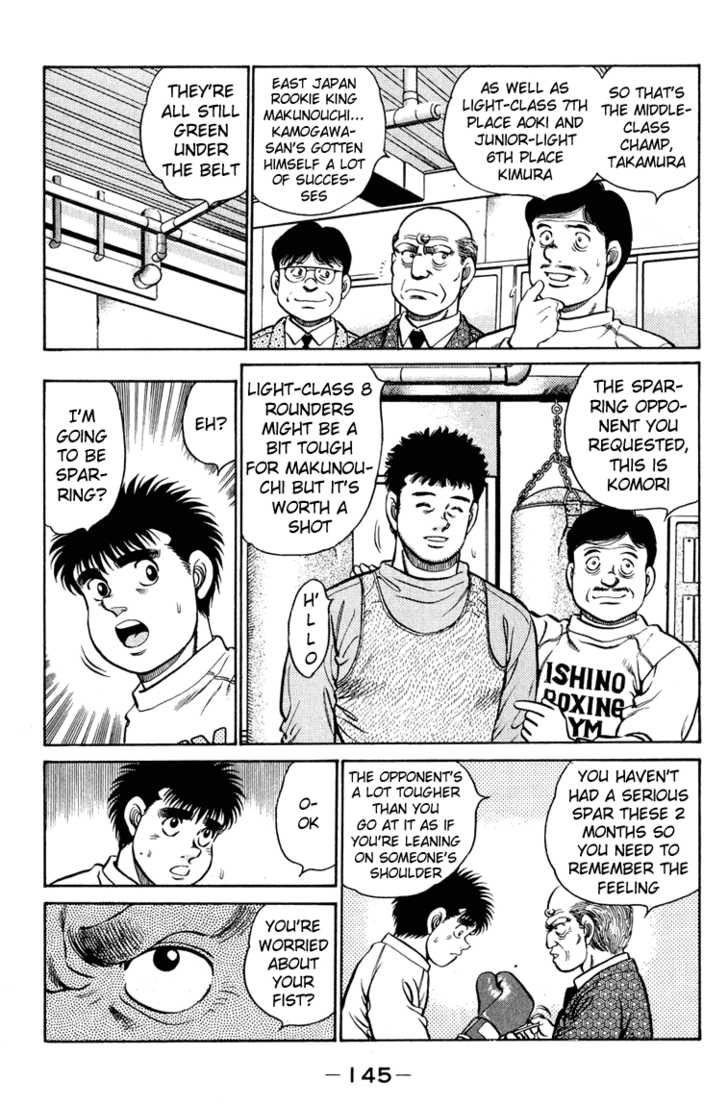 SO THAT'S
THE MIDDLE-
CLASS
CHAMP,
TAKAMURA
AS WELL AS
LIGHT-CLASS 7TH
PLACE AOKI AND
JUNIOR-LIGHT
6TH PLACE
KIMURA
EAST JAPAN
ROOKIE KING
MAKUNOUCHI...
KAMOGAWA-
SAN'S GOTTEN
HIMSELF A LOT
OF SUCCES-
SES
THEY'RE
ALL STILL
GREEN
UNDER
THE BELT
THE SPAR-
RING OPPO-
NENT YOU
REQUESTED,
THIS IS
KOMORI
LIGHT-CLASS 8
ROUNDERS
MIGHT BE A
BIT TOUGH
FOR MAKUNOU-
CHI BUT IT'S
WORTH A
SHOT
H'
LLO
ISHINO
BOXING
GYM
EH?
I'M
GOING
TO BE
SPAR-
RING?
YOU HAVEN'T
HAD A SERIOUS
SPAR THESE 2
MONTHS SO
YOU NEED TO
REMEMBER THE
FEELING
THE OPPONENT'S
A LOT TOUGHER
THAN YOU
GO AT IT AS IF
YOU'RE LEANING
ON SOMEONE'S
SHOULDER
O-
OK
YOU'RE
WORRIED
ABOUT
YOUR
FIST?
- 145 -